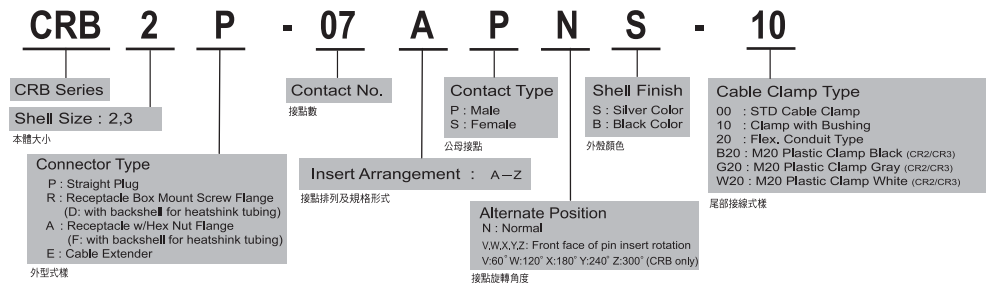 CRB 2 P - 07 A P N S - 10
CRB Series
Shell Size : 2,3
本體大小
Connector Type
P : Straight Plug
R : Receptacle Box Mount Screw Flange
(D: with backshell for heatshink tubing)
A : Receptacle w/Hex Nut Flange
(F: with backshell for heatshink tubing)
E : Cable Extender
外型式樣
Contact No.
接點數
Insert Arrangement : A–Z
接點排列及規格形式
Contact Type
P : Male
S : Female
公母接點
Alternate Position
N : Normal
V,W,X,Y,Z: Front face of pin insert rotation
V:60° W:120° X:180° Y:240° Z:300° (CRB only)
接點旋轉角度
Shell Finish
S : Silver Color
B : Black Color
外殼顏色
Cable Clamp Type
00 : STD Cable Clamp
10 : Clamp with Bushing
20 : Flex. Conduit Type
B20 : M20 Plastic Clamp Black (CR2/CR3)
G20 : M20 Plastic Clamp Gray (CR2/CR3)
W20 : M20 Plastic Clamp White (CR2/CR3)
尾部接線式樣